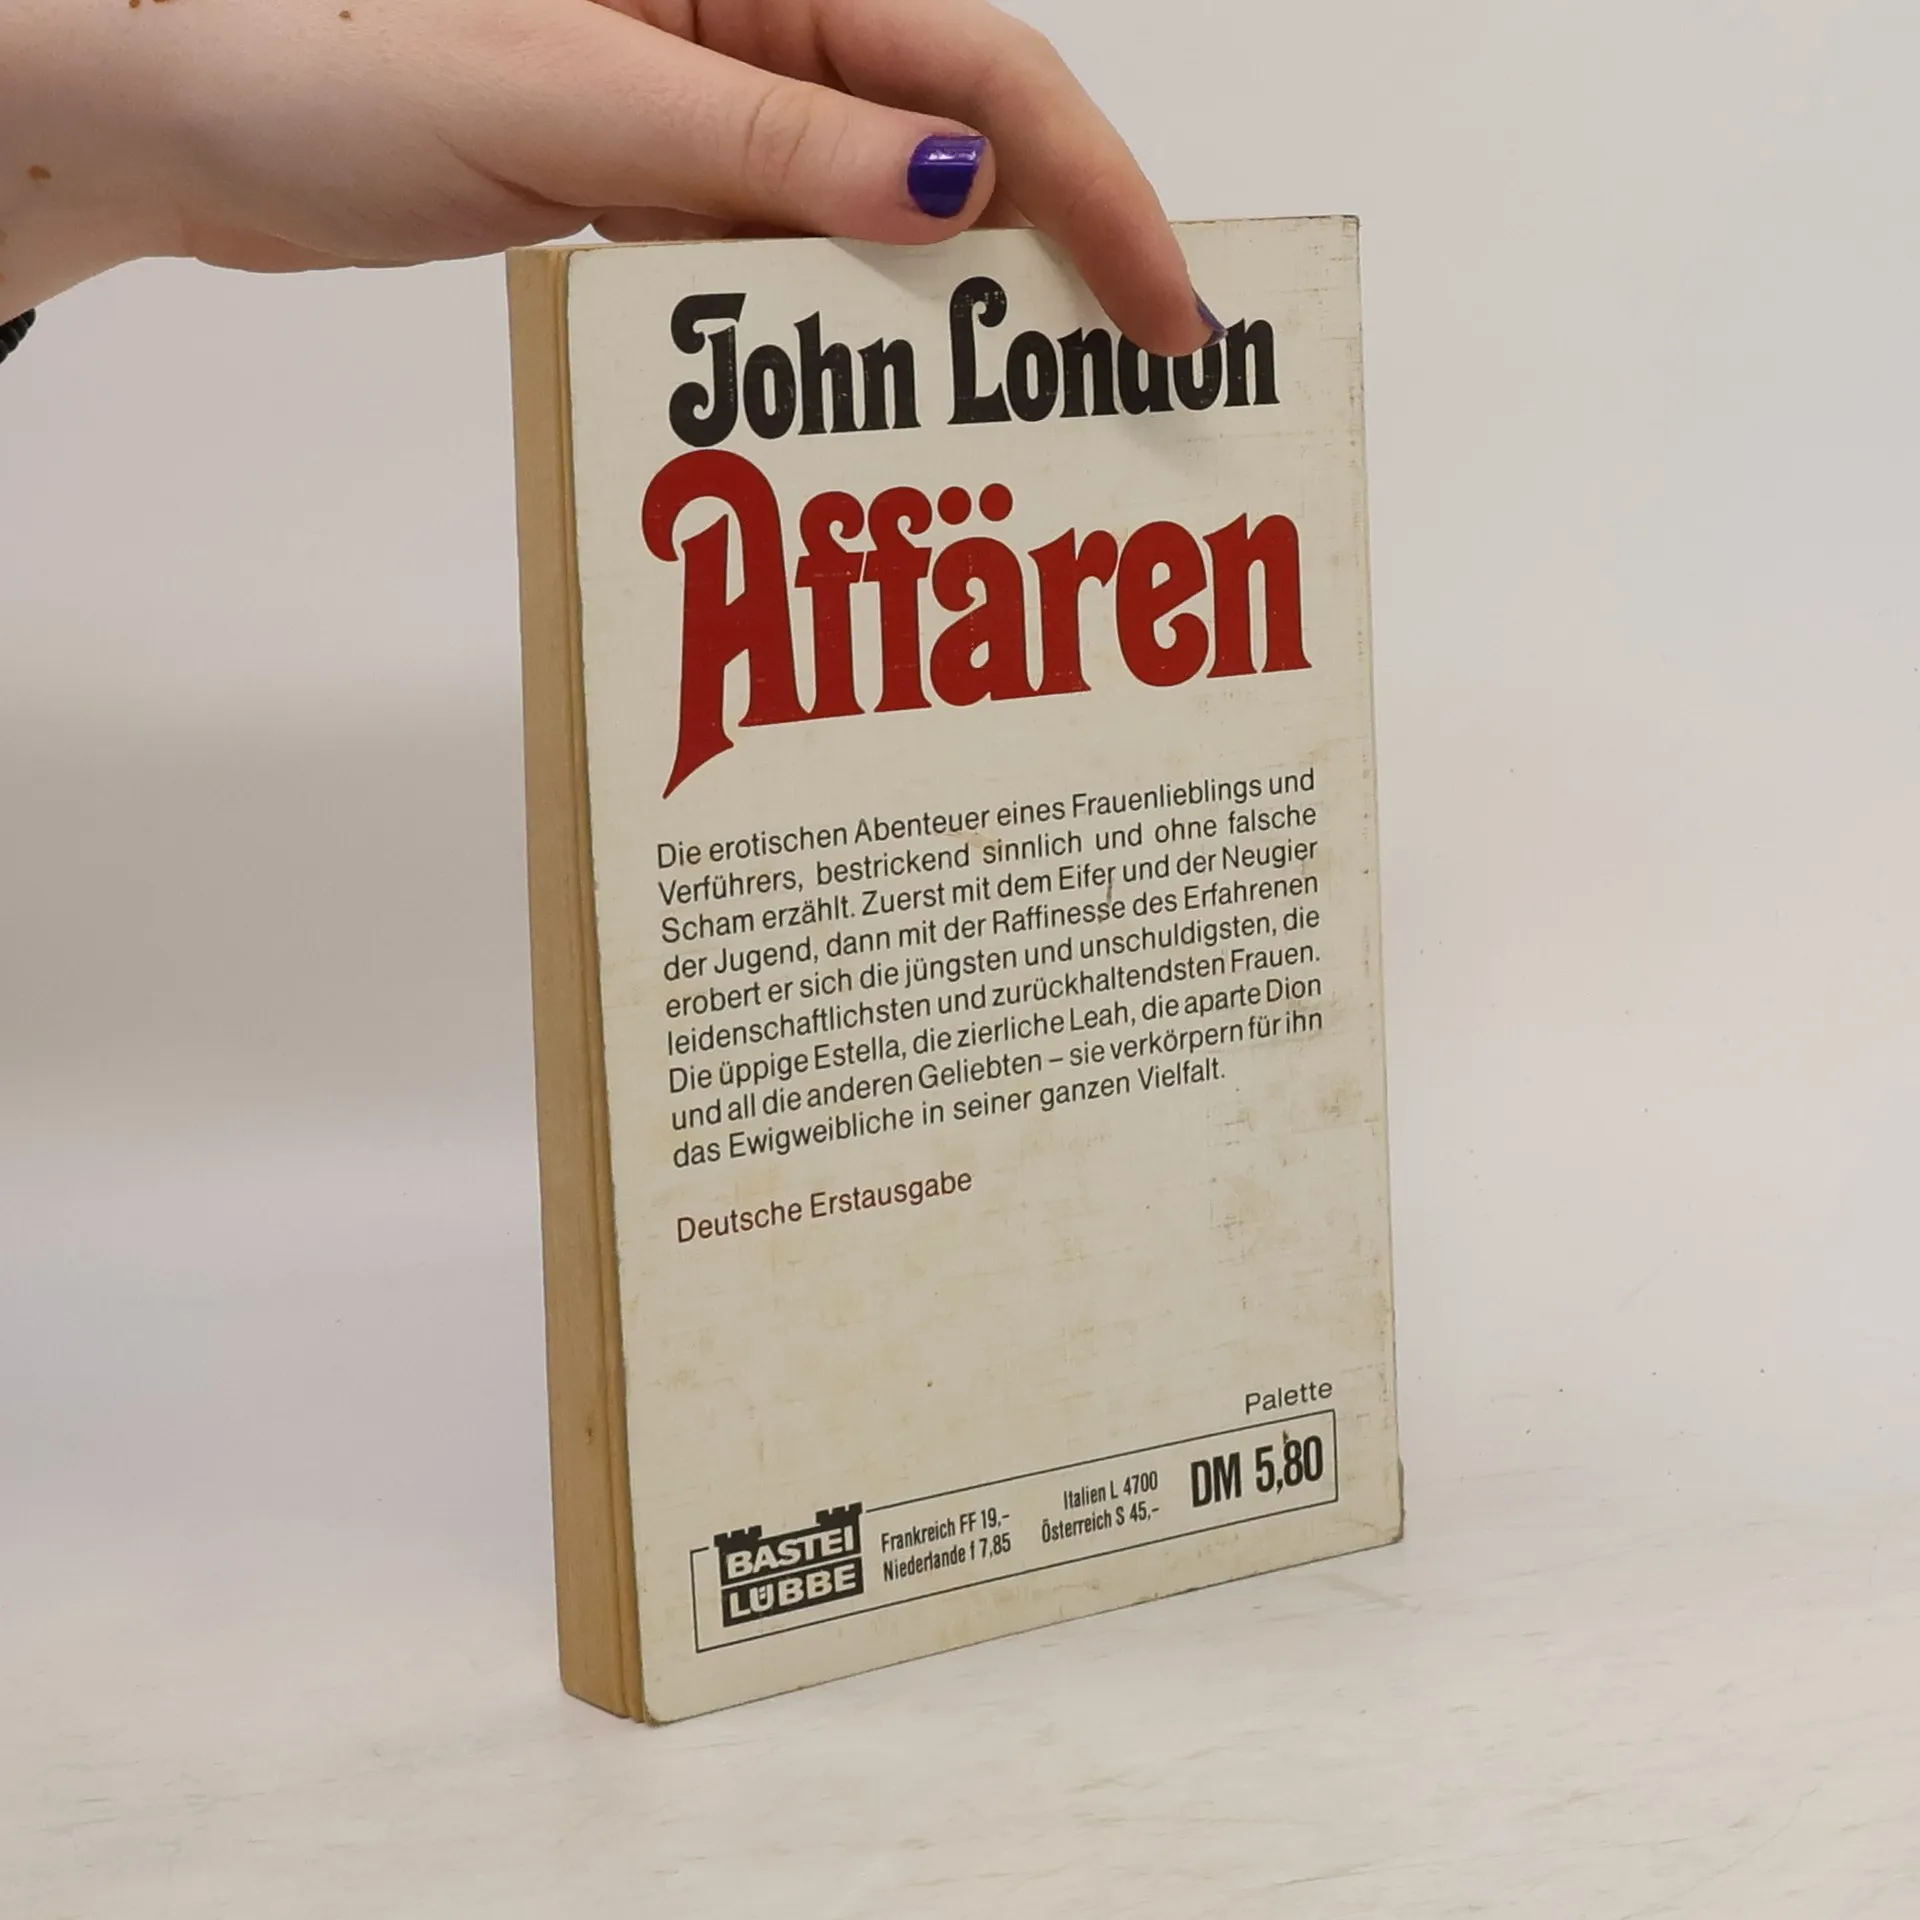 John London
Affären
Die erotischen Abenteuer eines Frauenlieblings und
Verführers, bestrickend sinnlich und ohne falsche
Scham erzählt. Zuerst mit dem Eifer und der Neugier
der Jugend, dann mit der Raffinesse des Erfahrenen
erobert er sich die jüngsten und unschuldigsten, die
leidenschaftlichsten und zurückhaltendsten Frauen.
Die üppige Estella, die zierliche Leah, die aparte Dion
und all die anderen Geliebten – sie verkörpern für ihn
das Ewigweibliche in seiner ganzen Vielfalt.
Deutsche Erstausgabe
Palette
BASTEI
LÜBBE
Frankreich FF 19,-
Niederlande f 7,85
Italien L 4700
Österreich S 45,-
DM 5,80